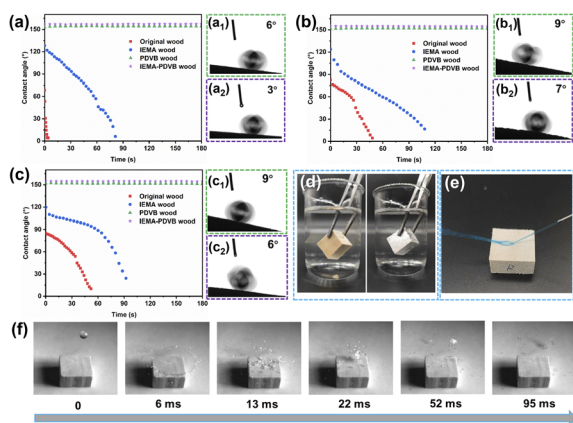 (a)
Contact angle (°)
150
120
90
60
30
0
Original wood
IEMA wood
PDVB wood
IEMA-PDVB wood
0 30 60 90 120 150 180
Time (s)
(a₁) 6°
(a₂) 3°
(b)
Contact angle (°)
150
120
90
60
30
0
Original wood
IEMA wood
PDVB wood
IEMA-PDVB wood
0 30 60 90 120 150 180
Time (s)
(b₁) 9°
(b₂) 7°
(c)
Contact angle (°)
150
120
90
60
30
0
Original wood
IEMA wood
PDVB wood
IEMA-PDVB wood
0 30 60 90 120 150 180
Time (s)
(c₁) 9°
(c₂) 6°
(d)
(e)
(f)
0 6 ms 13 ms 22 ms 52 ms 95 ms